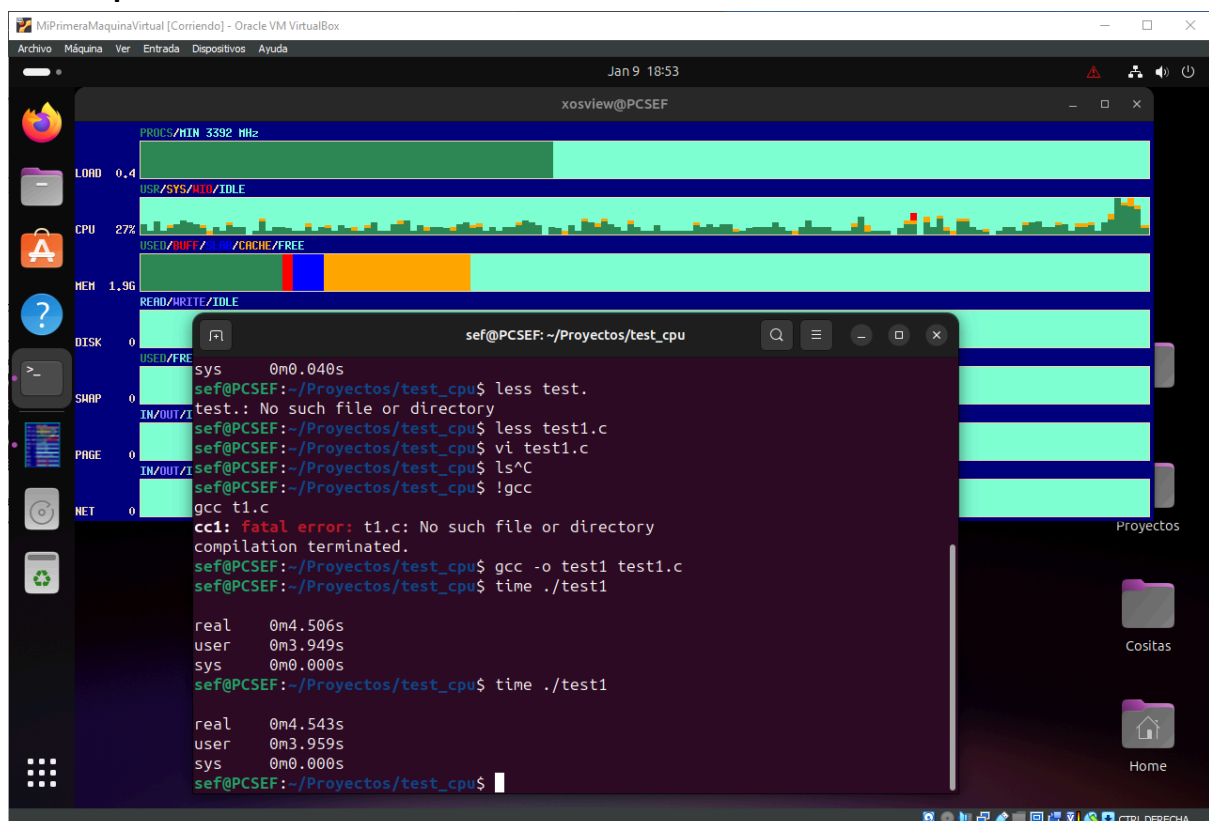 MiPrimeraMaquinaVirtual [Corriendo] - Oracle VM VirtualBox
Archivo Máquina Ver Entrada Dispositivos Ayuda
Jan 9 18:53
xosview@PCSEF
PROCS/MIN 3392 MHz
LOAD 0.4
USR/SYS/WIO/IDLE
CPU 27%
USED/BUFF/SLAB/CACHE/FREE
MEM 1.9G
READ/WRITE/IDLE
DISK 0
USED/FRE
SWAP 0
IN/OUT/I
PAGE 0
IN/OUT/I
NET 0
sef@PCSEF: ~/Proyectos/test_cpu
sys 0m0.040s
sef@PCSEF:~/Proyectos/test_cpu$ less test.
test.: No such file or directory
sef@PCSEF:~/Proyectos/test_cpu$ less test1.c
sef@PCSEF:~/Proyectos/test_cpu$ vi test1.c
sef@PCSEF:~/Proyectos/test_cpu$ ls^C
sef@PCSEF:~/Proyectos/test_cpu$ !gcc
gcc t1.c
cc1: fatal error: t1.c: No such file or directory
compilation terminated.
sef@PCSEF:~/Proyectos/test_cpu$ gcc -o test1 test1.c
sef@PCSEF:~/Proyectos/test_cpu$ time ./test1
real 0m4.506s
user 0m3.949s
sys 0m0.000s
sef@PCSEF:~/Proyectos/test_cpu$ time ./test1
real 0m4.543s
user 0m3.959s
sys 0m0.000s
sef@PCSEF:~/Proyectos/test_cpu$
Proyectos
Cositas
Home
CTRL DERECHA